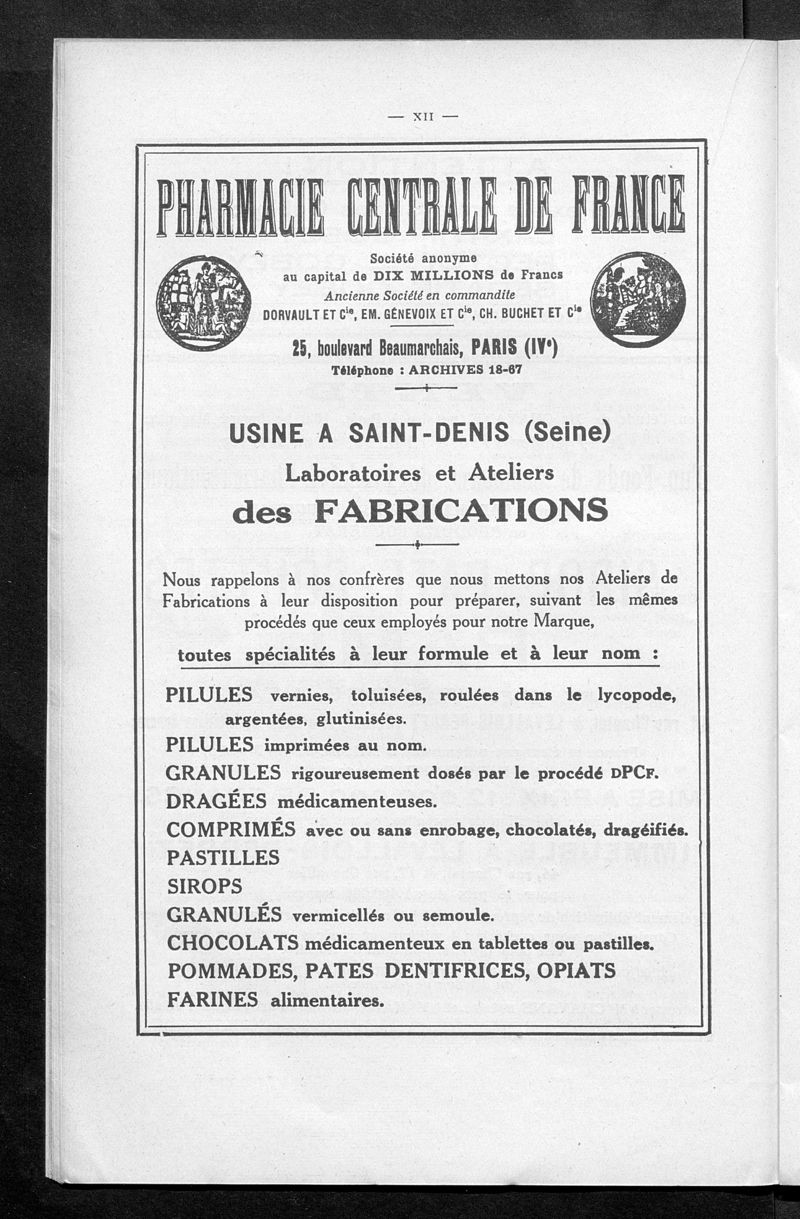 — XII —
PHARMACIE CENTRALE DE FRANCE
Société anonyme
au capital de DIX MILLIONS de Francs
Ancienne Société en commandite
DORVAULT ET Cie, EM. GÉNEVOIX ET Cie, CH. BUCHET ET Cie
25, boulevard Beaumarchais, PARIS (IVe)
Téléphone : ARCHIVES 18-67
USINE A SAINT-DENIS (Seine)
Laboratoires et Ateliers
des FABRICATIONS
Nous rappelons à nos confrères que nous mettons nos Ateliers de
Fabrications à leur disposition pour préparer, suivant les mêmes
procédés que ceux employés pour notre Marque,
toutes spécialités à leur formule et à leur nom :
PILULES vernies, toluisées, roulées dans le lycopode,
argentées, glutinisées.
PILULES imprimées au nom.
GRANULES rigoureusement dosés par le procédé DPCF.
DRAGÉES médicamenteuses.
COMPRIMÉS avec ou sans enrobage, chocolatés, dragéifiés.
PASTILLES
SIROPS
GRANULÉS vermicellés ou semoule.
CHOCOLATS médicamenteux en tablettes ou pastilles.
POMMADES, PATES DENTIFRICES, OPIATS
FARINES alimentaires.